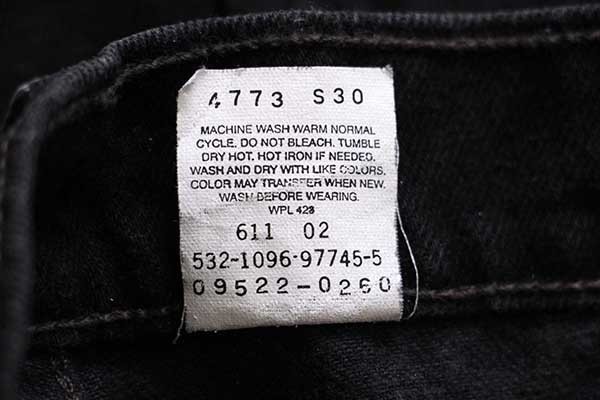 4773 S30
MACHINE WASH WARM NORMAL
CYCLE. DO NOT BLEACH. TUMBLE
DRY HOT. HOT IRON IF NEEDED.
WASH AND DRY WITH LIKE COLORS.
COLOR MAY TRANSFER WHEN NEW.
WASH BEFORE WEARING.
WPL 423
611 02
532-1096-97745-5
09522-0260